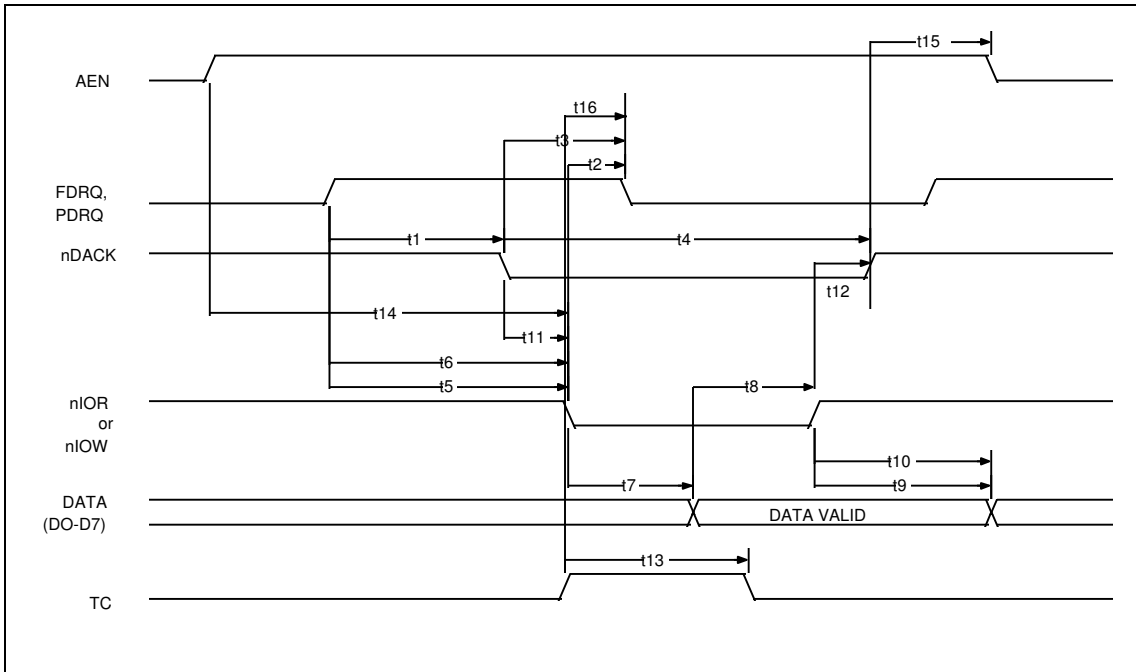 t15
AEN
t16
t3
t2
FDRQ,
PDRQ
t1
t4
nDACK
t12
t14
t11
t6
t5
t8
nIOR
or
nIOW
t10
t7
t9
DATA
(DO-D7)
DATA VALID
t13
TC